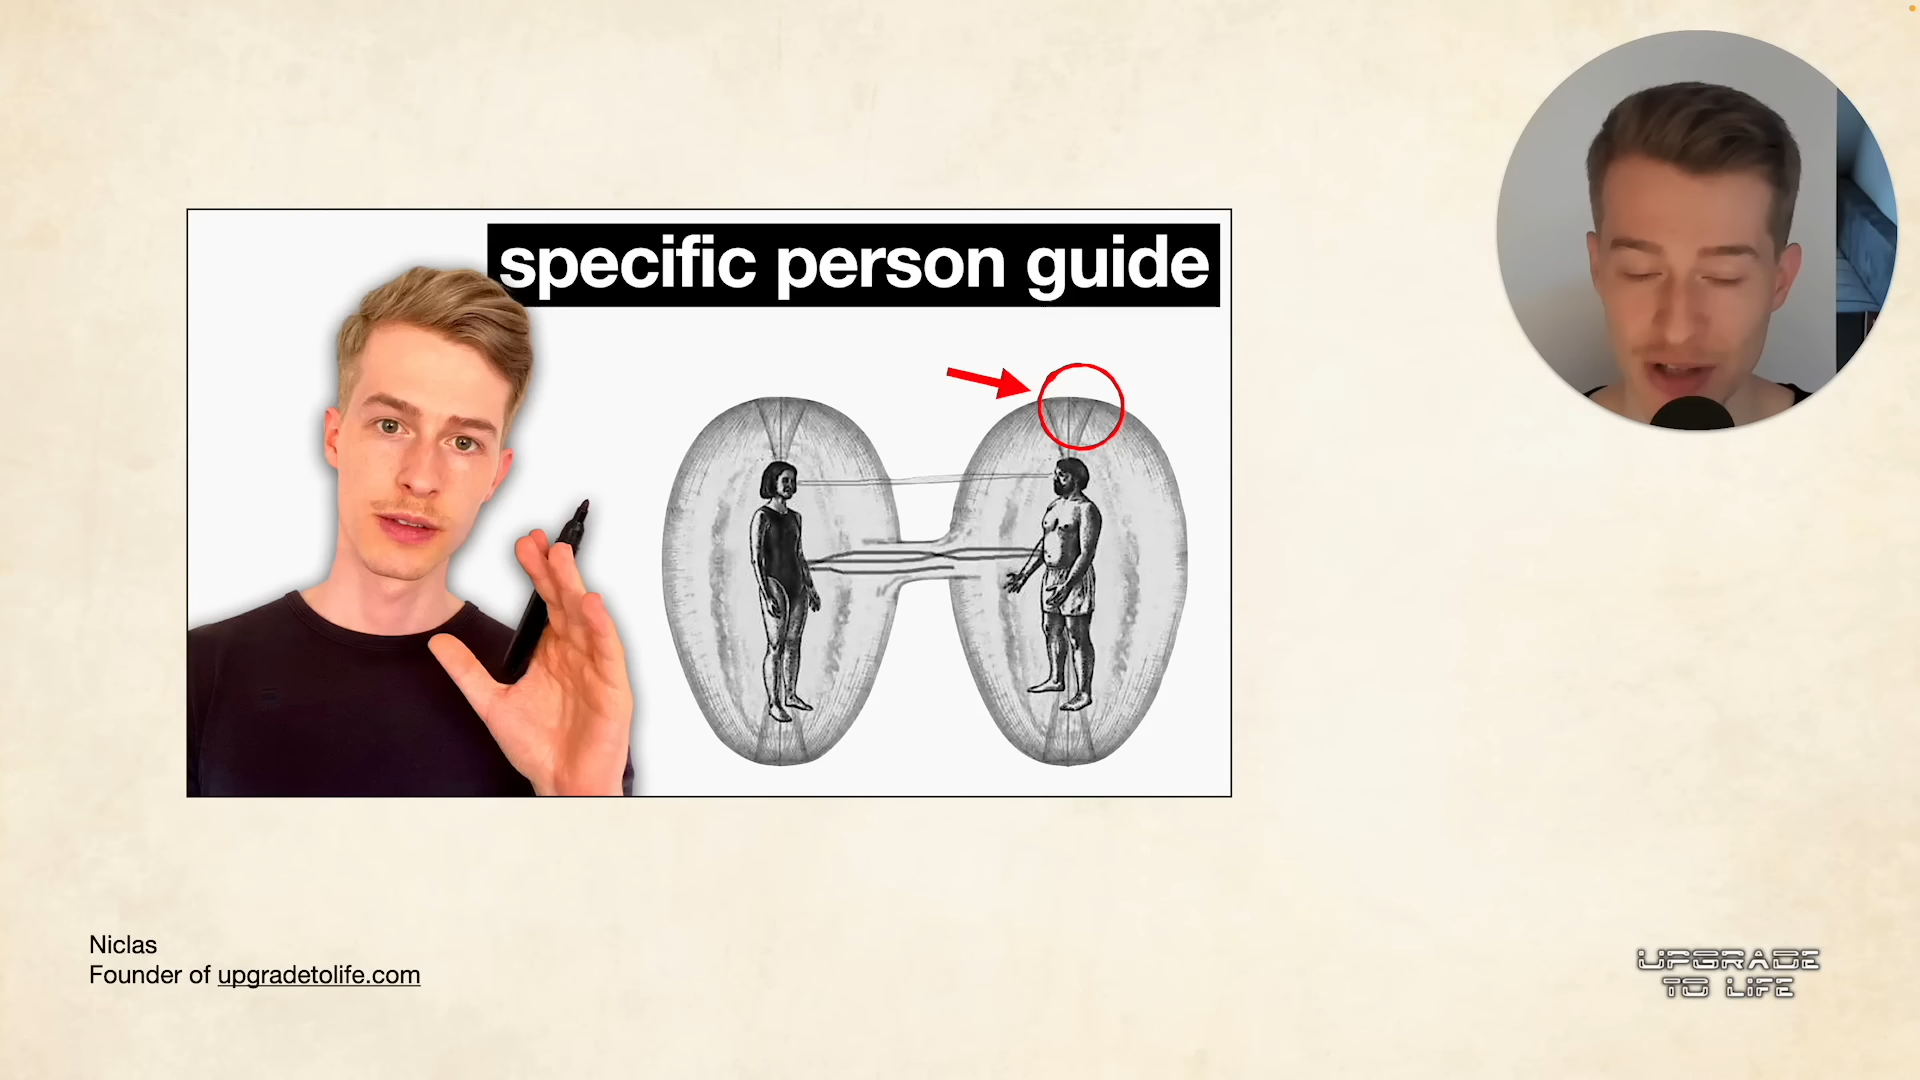 specific person guide
Niclas
Founder of upgradetolife.com
UPGRADE
TO LIFE